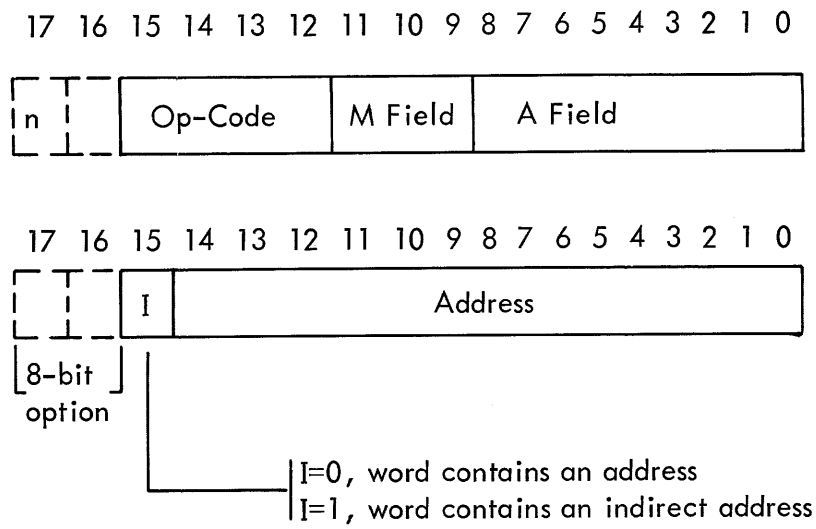 17 16 15 14 13 12 11 10 9 8 7 6 5 4 3 2 1 0
n Op-Code M Field A Field
17 16 15 14 13 12 11 10 9 8 7 6 5 4 3 2 1 0
I Address
8-bit
option
I=0, word contains an address
I=1, word contains an indirect address